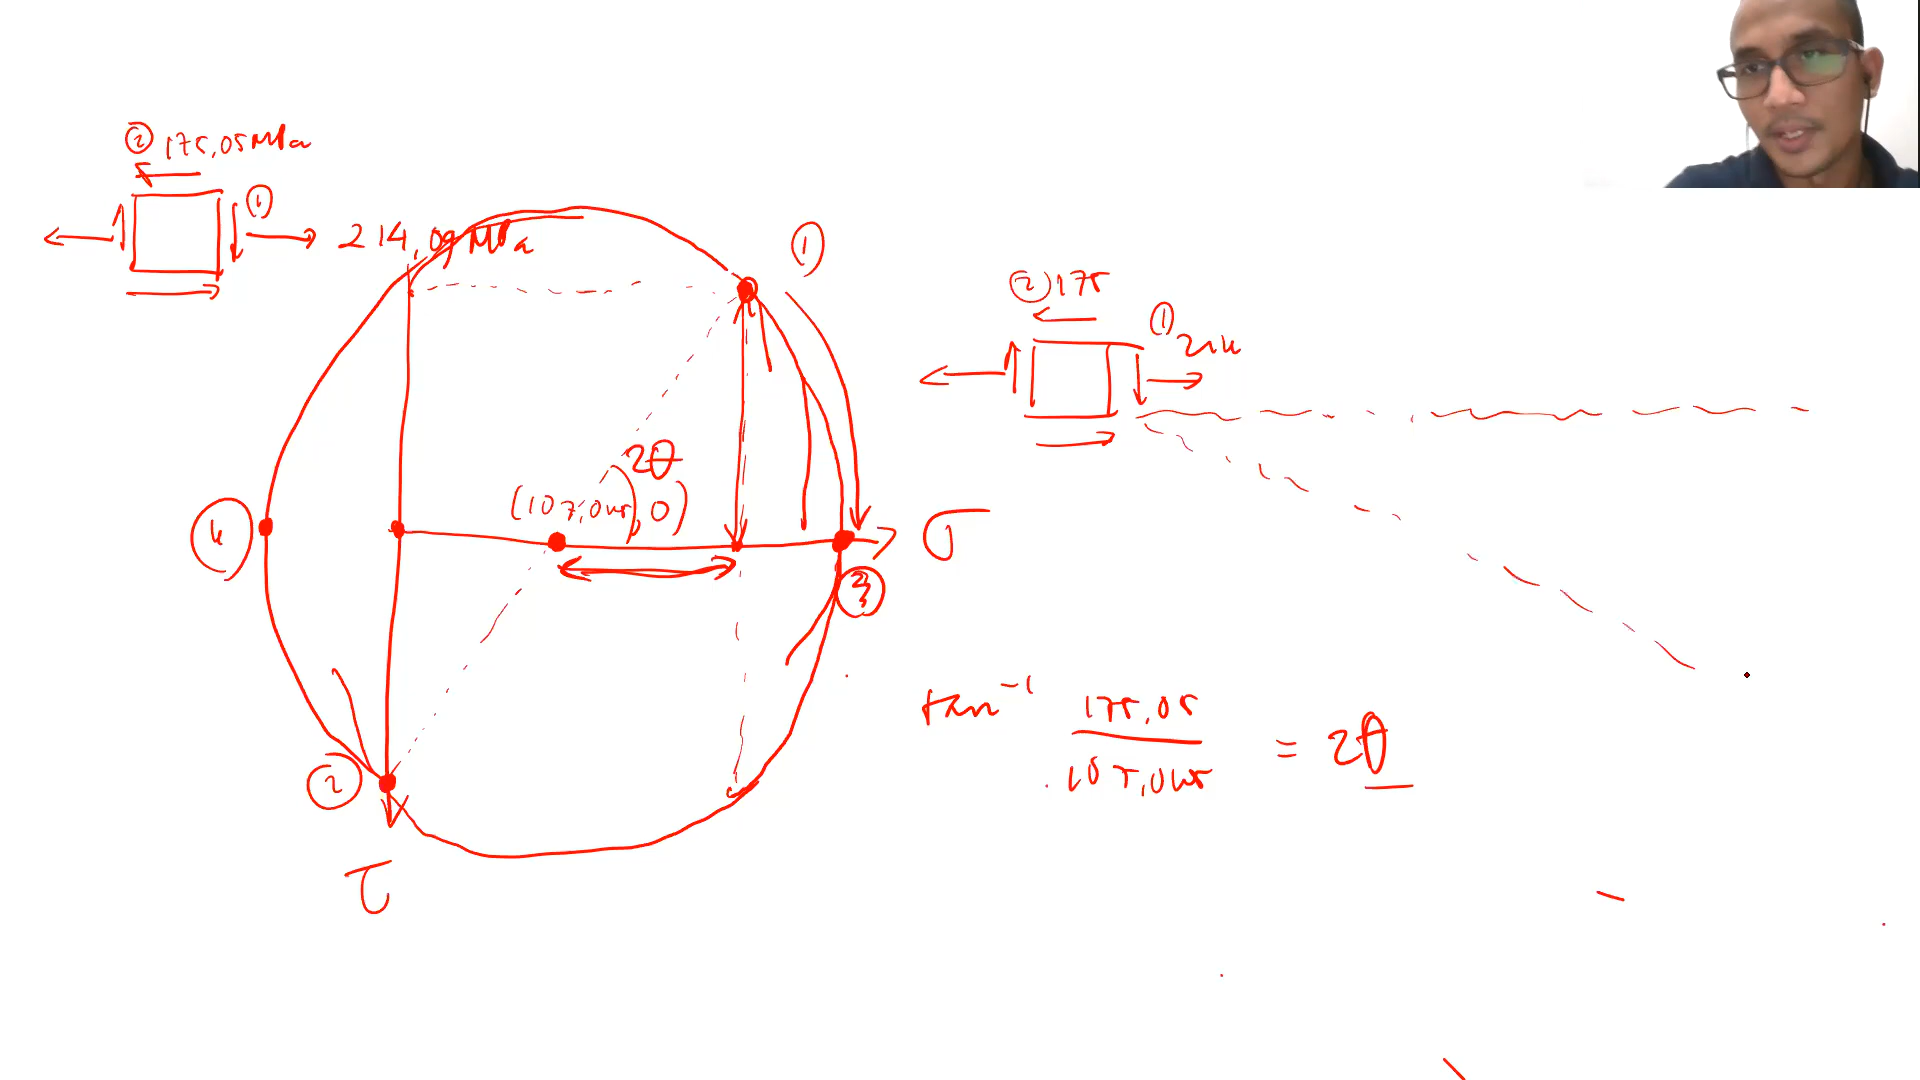 ② 175,05 MPa
①
214,09 MPa
①
② 175
①
214
2θ
(107,045, 0)
4
σ
3
tan⁻¹ 175,05 / 107,045 = 2θ
2
τ